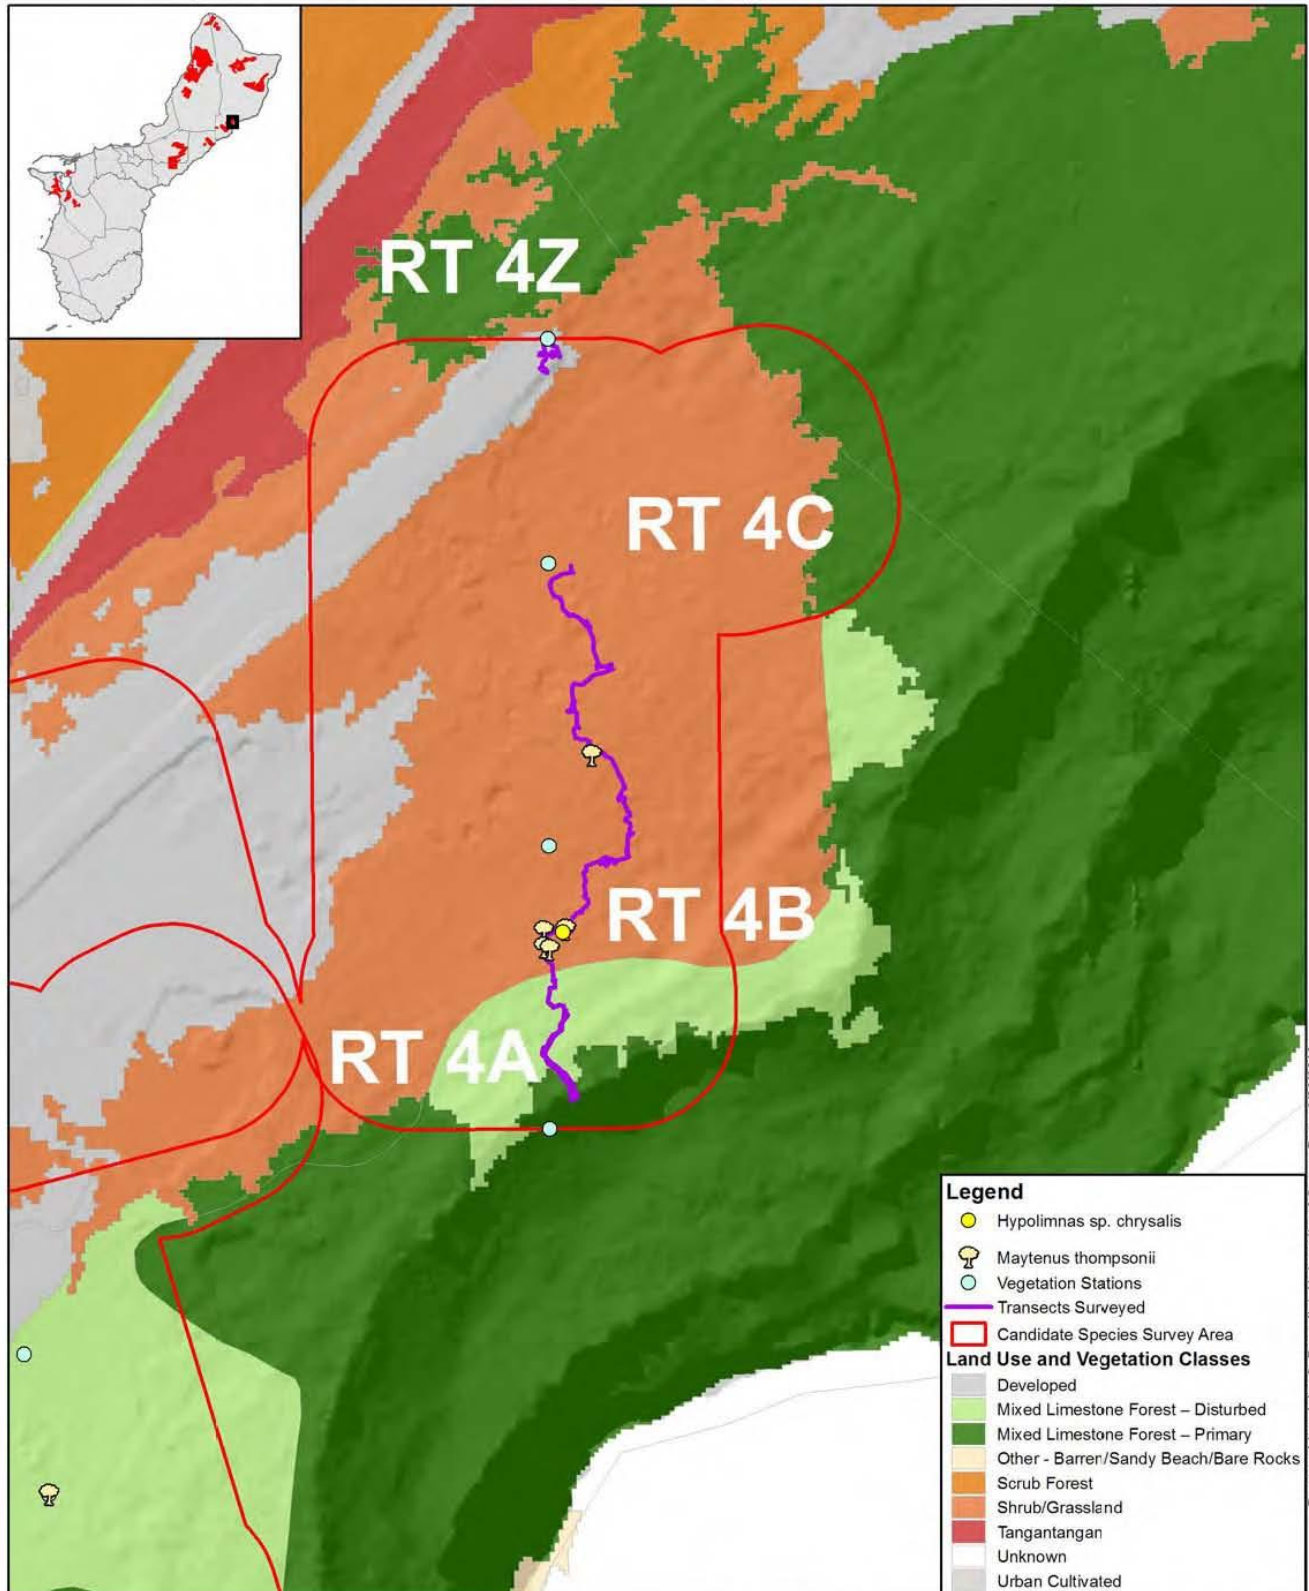 RT 4Z
RT 4C
RT 4B
RT 4A
Legend
Hypolimnas sp. chrysalis
Maytenus thompsonii
Vegetation Stations
Transects Surveyed
Candidate Species Survey Area
Land Use and Vegetation Classes
Developed
Mixed Limestone Forest – Disturbed
Mixed Limestone Forest – Primary
Other - Barren/Sandy Beach/Bare Rocks
Scrub Forest
Shrub/Grassland
Tangantangan
Unknown
Urban Cultivated